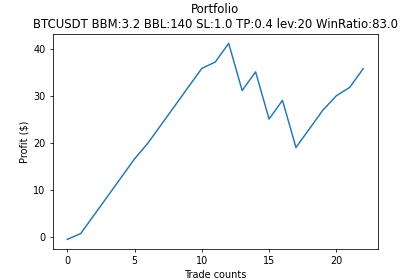 Portfolio
BTCUSDT BBM:3.2 BBL:140 SL:1.0 TP:0.4 lev:20 WinRatio:83.0
40
30
20
10
0
Profit ($)
0 5 10 15 20
Trade counts